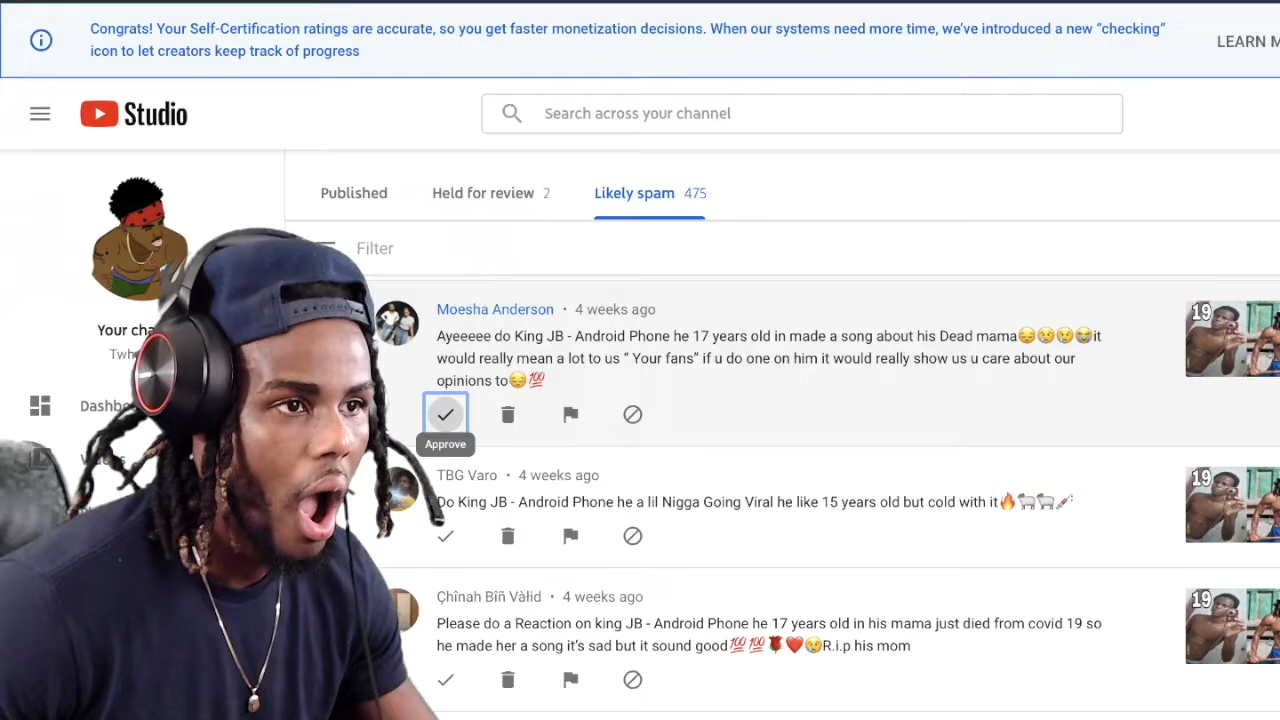 Congrats! Your Self-Certification ratings are accurate, so you get faster monetization decisions. When our systems need more time, we’ve introduced a new “checking”
icon to let creators keep track of progress
LEARN M
Studio
Search across your channel
Published
Held for review 2
Likely spam 475
Filter
Your cha
Twh
Dashbo
Moesha Anderson • 4 weeks ago
Ayeeeee do King JB - Android Phone he 17 years old in made a song about his Dead mama😔😢😢😭it
would really mean a lot to us “ Your fans” if u do one on him it would really show us u care about our
opinions to😔💯
Approve
TBG Varo • 4 weeks ago
Do King JB - Android Phone he a lil Nigga Going Viral he like 15 years old but cold with it🔥🐑🐑💉
Çhînah Bîñ Vàlid • 4 weeks ago
Please do a Reaction on king JB - Android Phone he 17 years old in his mama just died from covid 19 so
he made her a song it’s sad but it sound good💯💯🌹❤️😢R.i.p his mom
19
19
19